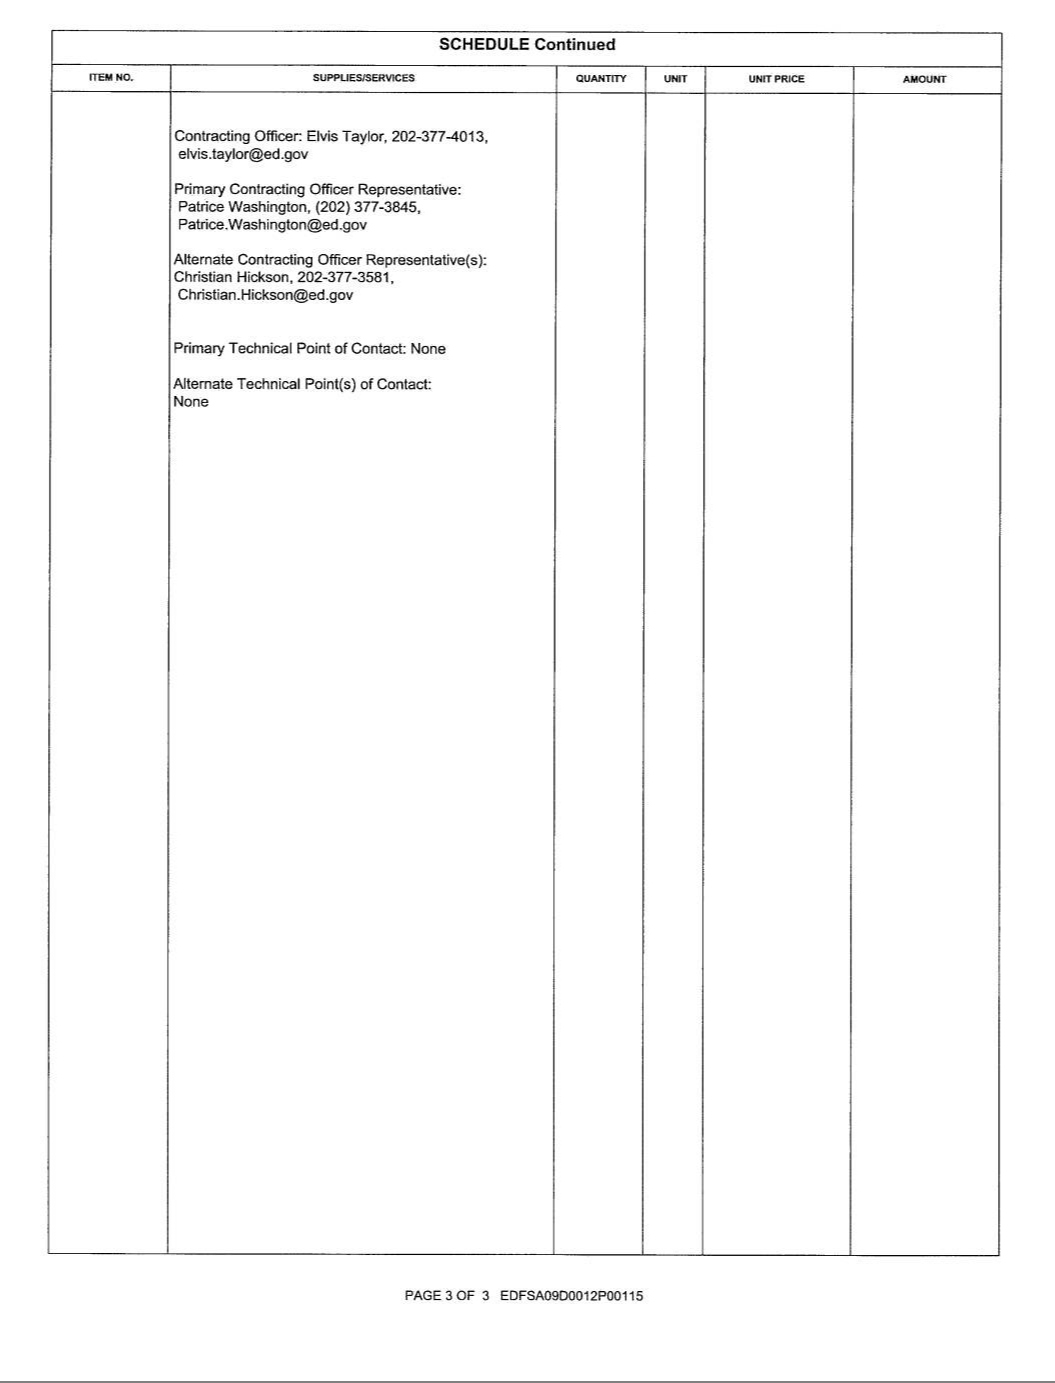 SCHEDULE Continued
ITEM NO. SUPPLIES/SERVICES QUANTITY UNIT UNIT PRICE AMOUNT
Contracting Officer: Elvis Taylor, 202-377-4013,
elvis.taylor@ed.gov
Primary Contracting Officer Representative:
Patrice Washington, (202) 377-3845,
Patrice.Washington@ed.gov
Alternate Contracting Officer Representative(s):
Christian Hickson, 202-377-3581,
Christian.Hickson@ed.gov
Primary Technical Point of Contact: None
Alternate Technical Point(s) of Contact:
None
PAGE 3 OF 3 EDFSA09D0012P00115